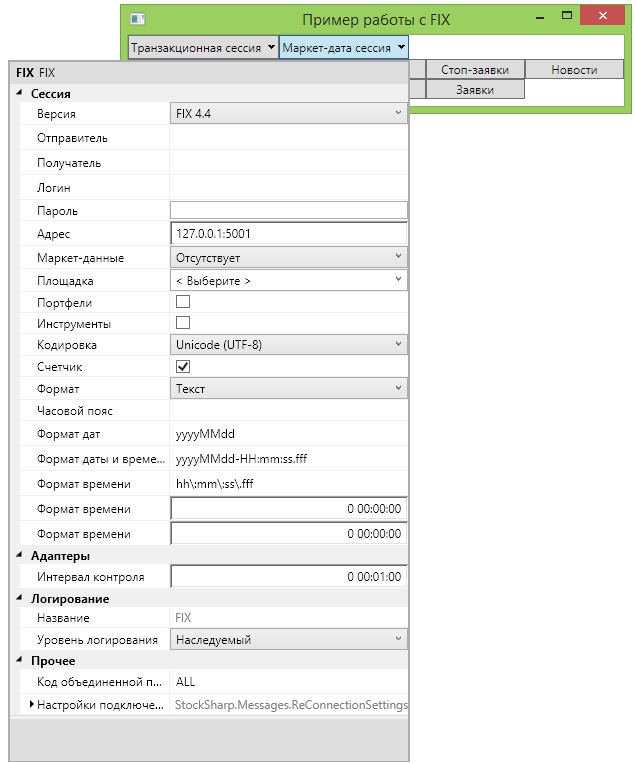 Пример работы с FIX
Транзакционная сессия Маркет-дата сессия
Стоп-заявки Новости
Заявки
FIX FIX
Сессия
Версия FIX 4.4
Отправитель
Получатель
Логин
Пароль
Адрес 127.0.0.1:5001
Маркет-данные Отсутствует
Площадка < Выберите >
Портфели
Инструменты
Кодировка Unicode (UTF-8)
Счетчик
Формат Текст
Часовой пояс
Формат дат yyyyMMdd
Формат даты и време... yyyyMMdd-HH:mm:ss.fff
Формат времени hh\:mm\:ss\.fff
Формат времени 0 00:00:00
Формат времени 0 00:00:00
Адаптеры
Интервал контроля 0 00:01:00
Логирование
Название FIX
Уровень логирования Наследуемый
Прочее
Код объединенной п... ALL
Настройки подключе... StockSharp.Messages.ReConnectionSettings